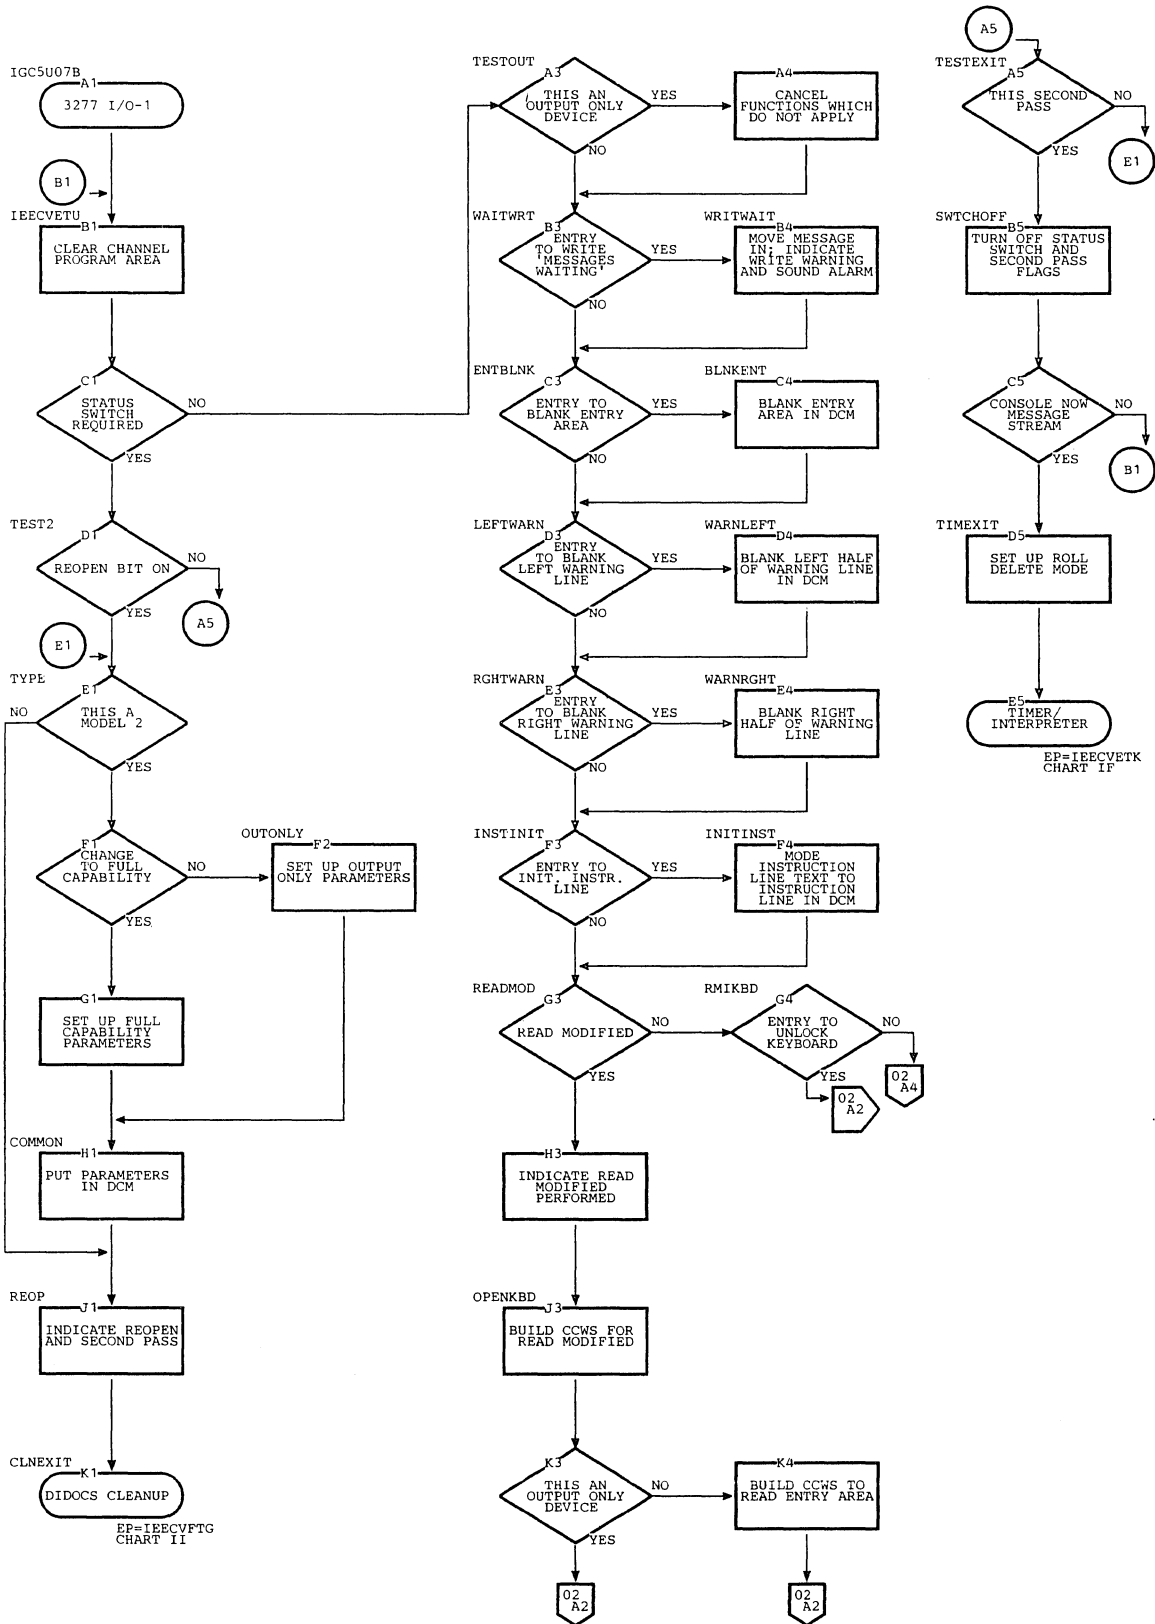 IGC5U07B
A1
3277 I/O-1
B1
IEECVETU
B1
CLEAR CHANNEL
PROGRAM AREA
C1
STATUS
SWITCH
REQUIRED
NO
YES
TEST2
D1
REOPEN BIT ON
NO
YES
A5
E1
TYPE
E1
THIS A
MODEL 2
NO
YES
F1
CHANGE
TO FULL
CAPABILITY
NO
YES
OUTONLY
F2
SET UP OUTPUT
ONLY PARAMETERS
G1
SET UP FULL
CAPABILITY
PARAMETERS
COMMON
H1
PUT PARAMETERS
IN DCM
REOP
J1
INDICATE REOPEN
AND SECOND PASS
CLNEXIT
K1
DIDOCS CLEANUP
EP=IEECVFTG
CHART II
TESTOUT
A3
THIS AN
OUTPUT ONLY
DEVICE
YES
NO
A4
CANCEL
FUNCTIONS WHICH
DO NOT APPLY
WAITWRT
B3
ENTRY
TO WRITE
'MESSAGES
WAITING'
YES
NO
WRITWAIT
B4
MOVE MESSAGE
IN; INDICATE
WRITE WARNING
AND SOUND ALARM
ENTBLNK
C3
ENTRY TO
BLANK ENTRY
AREA
YES
NO
BLNKENT
C4
BLANK ENTRY
AREA IN DCM
LEFTWARN
D3
ENTRY
TO BLANK
LEFT WARNING
LINE
YES
NO
WARNLEFT
D4
BLANK LEFT HALF
OF WARNING LINE
IN DCM
RGHTWARN
E3
ENTRY
TO BLANK
RIGHT WARNING
LINE
YES
NO
WARNRGHT
E4
BLANK RIGHT
HALF OF WARNING
LINE
INSTINIT
F3
ENTRY TO
INIT. INSTR.
LINE
YES
NO
INITINST
F4
MODE
INSTRUCTION
LINE TEXT TO
INSTRUCTION
LINE IN DCM
READMOD
G3
READ MODIFIED
NO
YES
RMIKBD
G4
ENTRY TO
UNLOCK
KEYBOARD
NO
YES
02
A2
02
A4
H3
INDICATE READ
MODIFIED
PERFORMED
OPENKBD
J3
BUILD CCWS FOR
READ MODIFIED
K3
THIS AN
OUTPUT ONLY
DEVICE
NO
YES
K4
BUILD CCWS TO
READ ENTRY AREA
02
A2
02
A2
A5
TESTEXIT
A5
THIS SECOND
PASS
NO
YES
E1
SWTCHOFF
B5
TURN OFF STATUS
SWITCH AND
SECOND PASS
FLAGS
C5
CONSOLE NOW
MESSAGE
STREAM
NO
YES
B1
TIMEXIT
D5
SET UP ROLL
DELETE MODE
E5
TIMER/
INTERPRETER
EP=IEECVETK
CHART IF